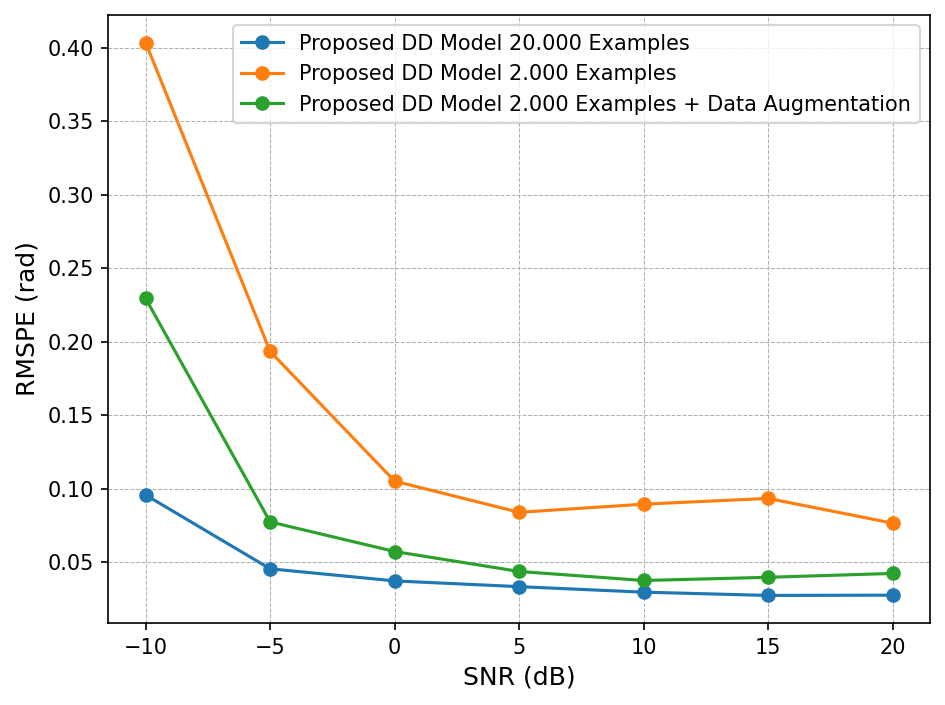 Proposed DD Model 20.000 Examples
Proposed DD Model 2.000 Examples
Proposed DD Model 2.000 Examples + Data Augmentation
0.40
0.35
0.30
0.25
0.20
0.15
0.10
0.05
RMSPE (rad)
−10 −5 0 5 10 15 20
SNR (dB)